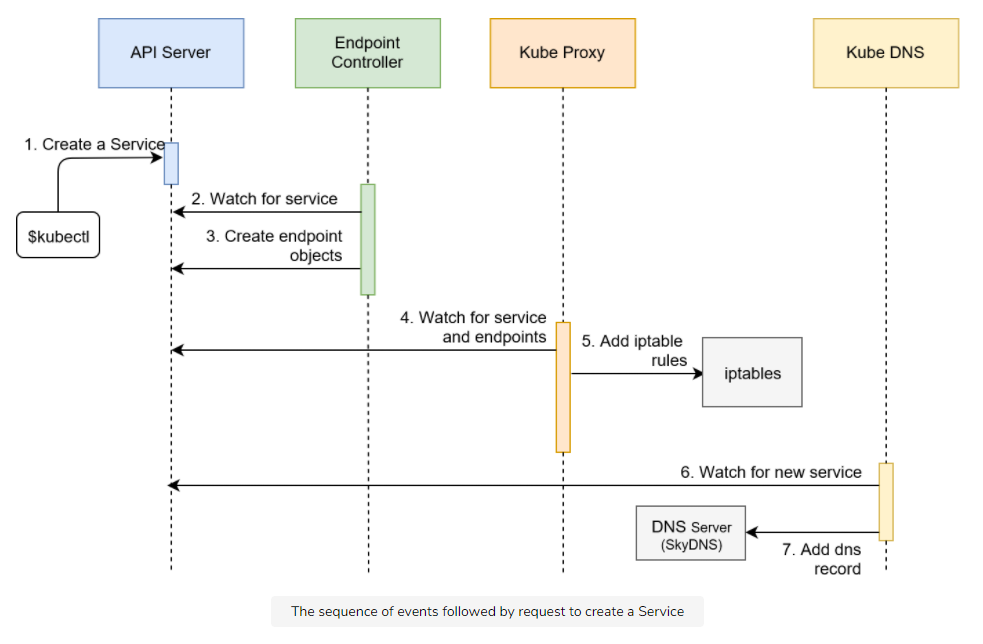 API Server
Endpoint
Controller
Kube Proxy
Kube DNS
1. Create a Service
$kubectl
2. Watch for service
3. Create endpoint
objects
4. Watch for service
and endpoints
5. Add iptable
rules
iptables
6. Watch for new service
DNS Server
(SkyDNS)
7. Add dns
record
The sequence of events followed by request to create a Service